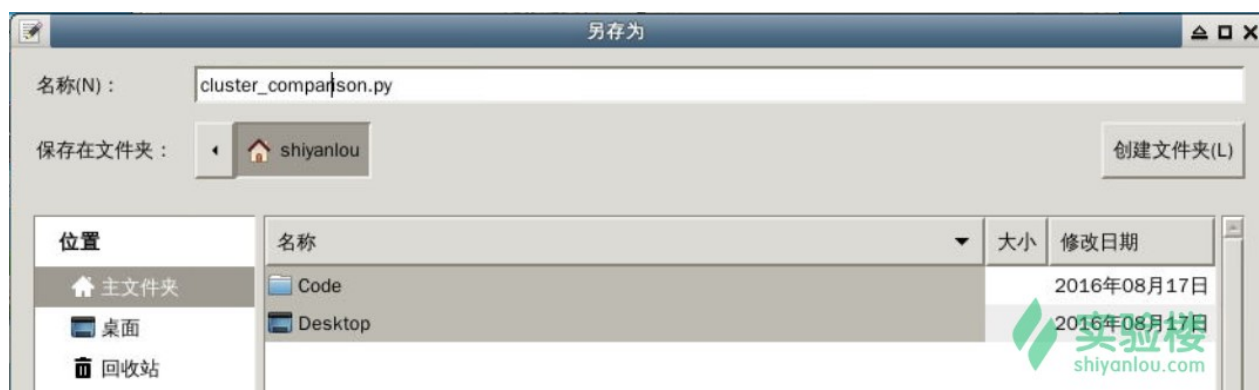 另存为
名称(N)：
cluster_comparison.py
保存在文件夹：
shiyanlou
创建文件夹(L)
位置
名称
大小
修改日期
主文件夹
Code
2016年08月17日
桌面
Desktop
2016年08月17日
回收站
实验楼
shiyanlou.com